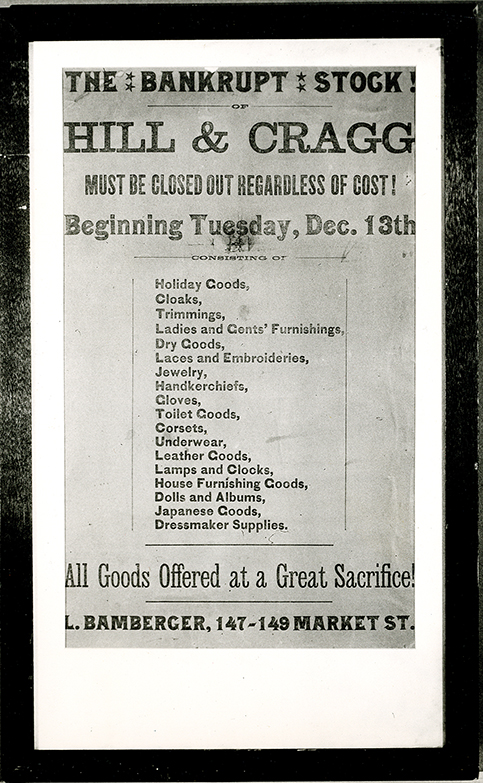 THE BANKRUPT STOCK!
OF
HILL & CRAGG
MUST BE CLOSED OUT REGARDLESS OF COST!
Beginning Tuesday, Dec. 13th
CONSISTING OF
Holiday Goods,
Cloaks,
Trimmings,
Ladies and Gents' Furnishings,
Dry Goods,
Laces and Embroideries,
Jewelry,
Handkerchiefs,
Gloves,
Toilet Goods,
Corsets,
Underwear,
Leather Goods,
Lamps and Clocks,
House Furnishing Goods,
Dolls and Albums,
Japanese Goods,
Dressmaker Supplies.
All Goods Offered at a Great Sacrifice!
L. BAMBERGER, 147-149 MARKET ST.